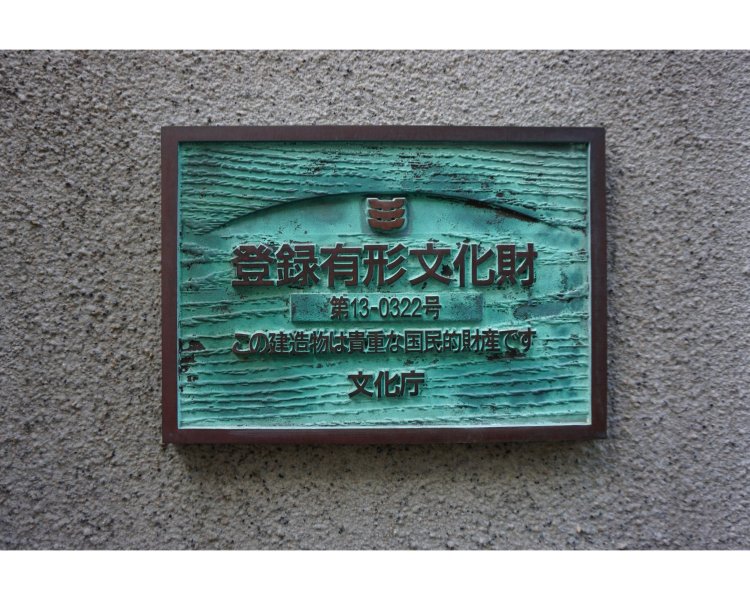 登録有形文化財
第13-0322号
この建造物は貴重な国民的財産です
文化庁